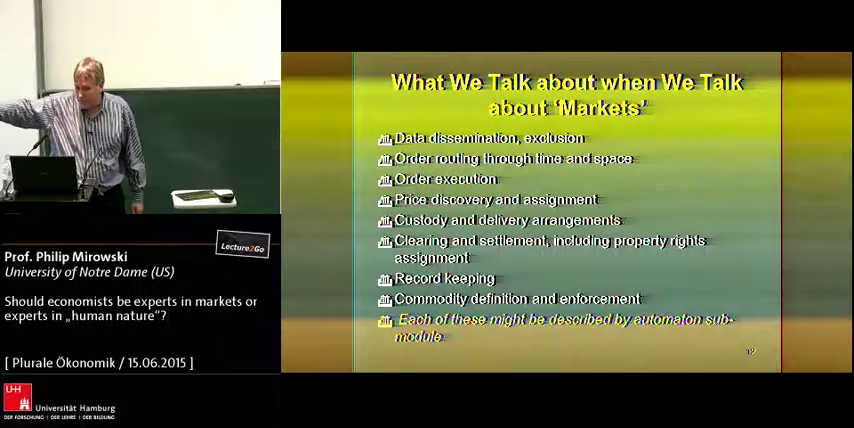 What We Talk about when We Talk
about ‘Markets’
Data dissemination, exclusion
Order routing through time and space
Order execution
Price discovery and assignment
Custody and delivery arrangements
Clearing and settlement, including property rights
assignment
Record keeping
Commodity definition and enforcement
Each of these might be described by automaton sub-
module
12
Lecture2Go
Prof. Philip Mirowski
University of Notre Dame (US)
Should economists be experts in markets or
experts in „human nature“?
[ Plurale Ökonomik / 15.06.2015 ]
UH
Universität Hamburg
DER FORSCHUNG | DER LEHRE | DER BILDUNG